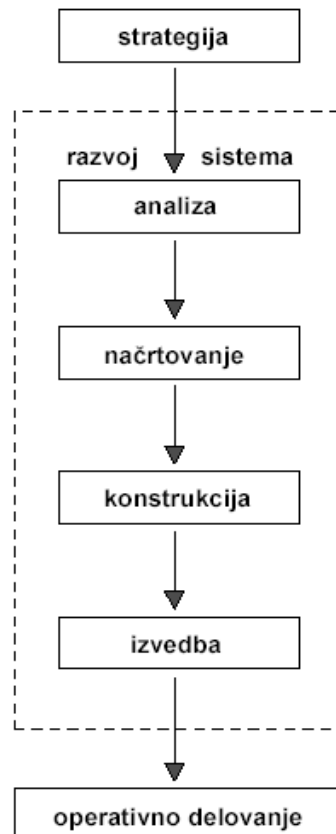 strategija
razvoj sistema
analiza
načrtovanje
konstrukcija
izvedba
operativno delovanje